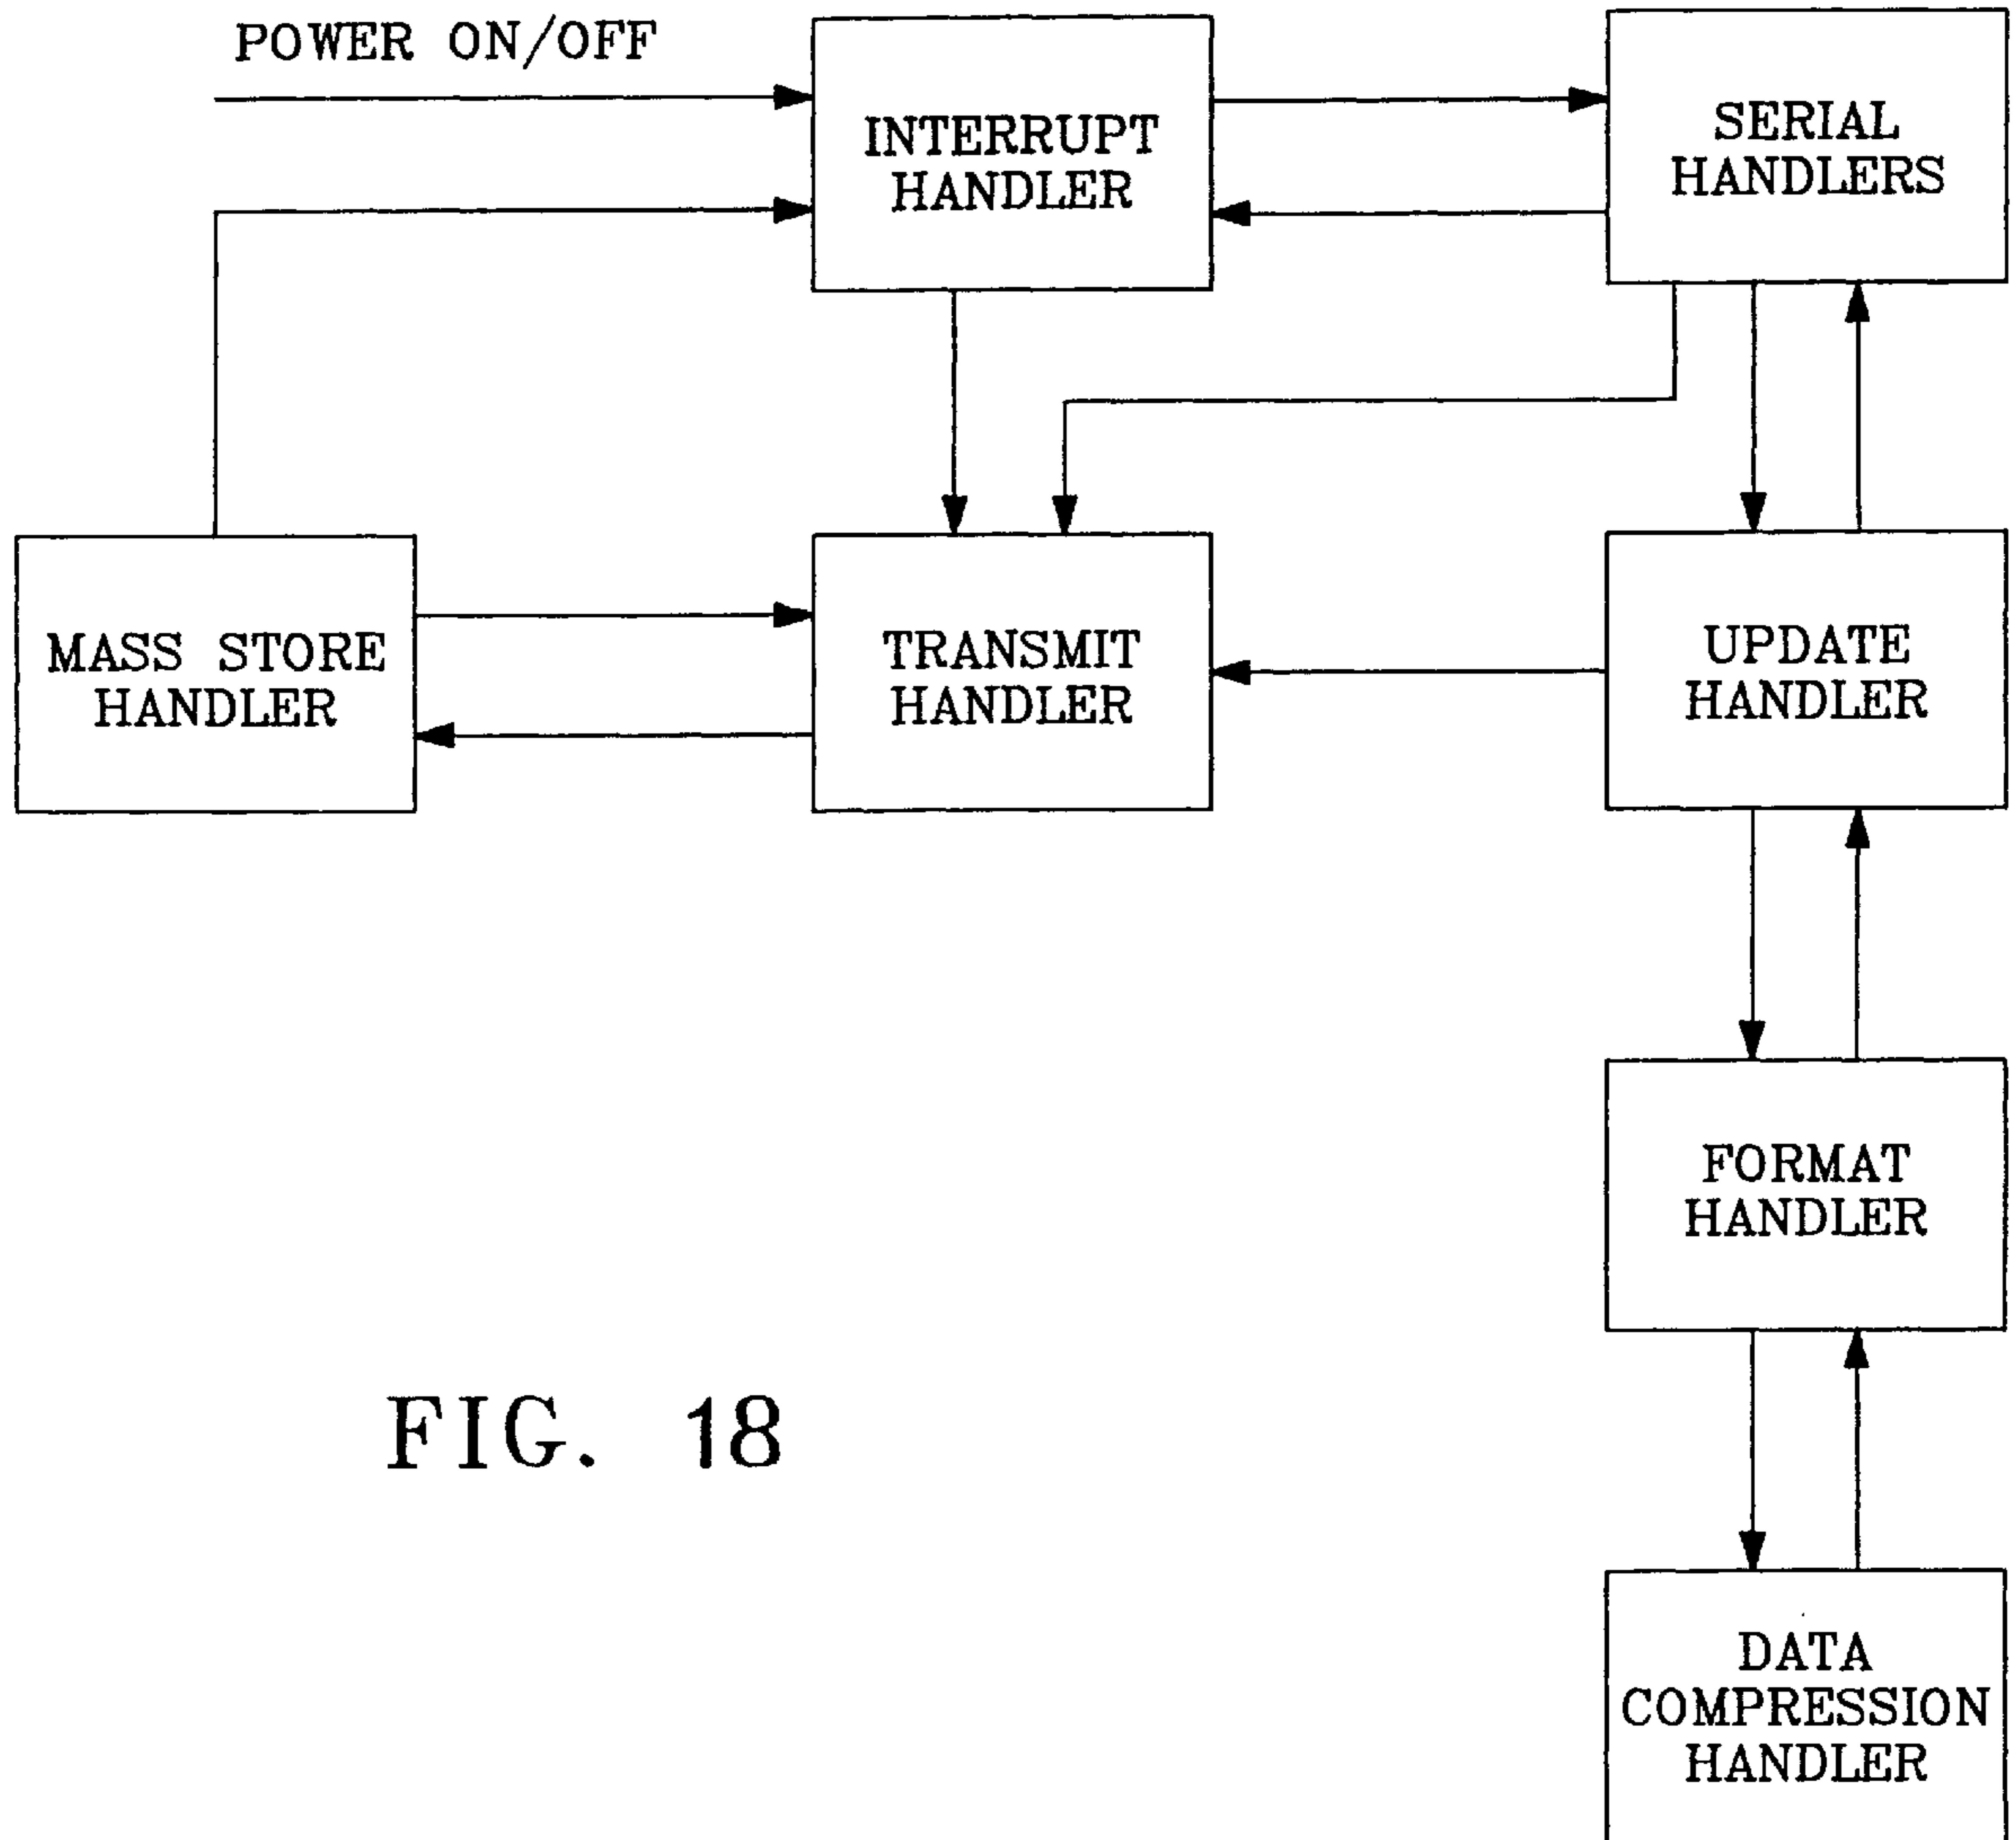 POWER ON/OFF
INTERRUPT
HANDLER
SERIAL
HANDLERS
MASS STORE
HANDLER
TRANSMIT
HANDLER
UPDATE
HANDLER
FORMAT
HANDLER
FIG. 18
DATA
COMPRESSION
HANDLER